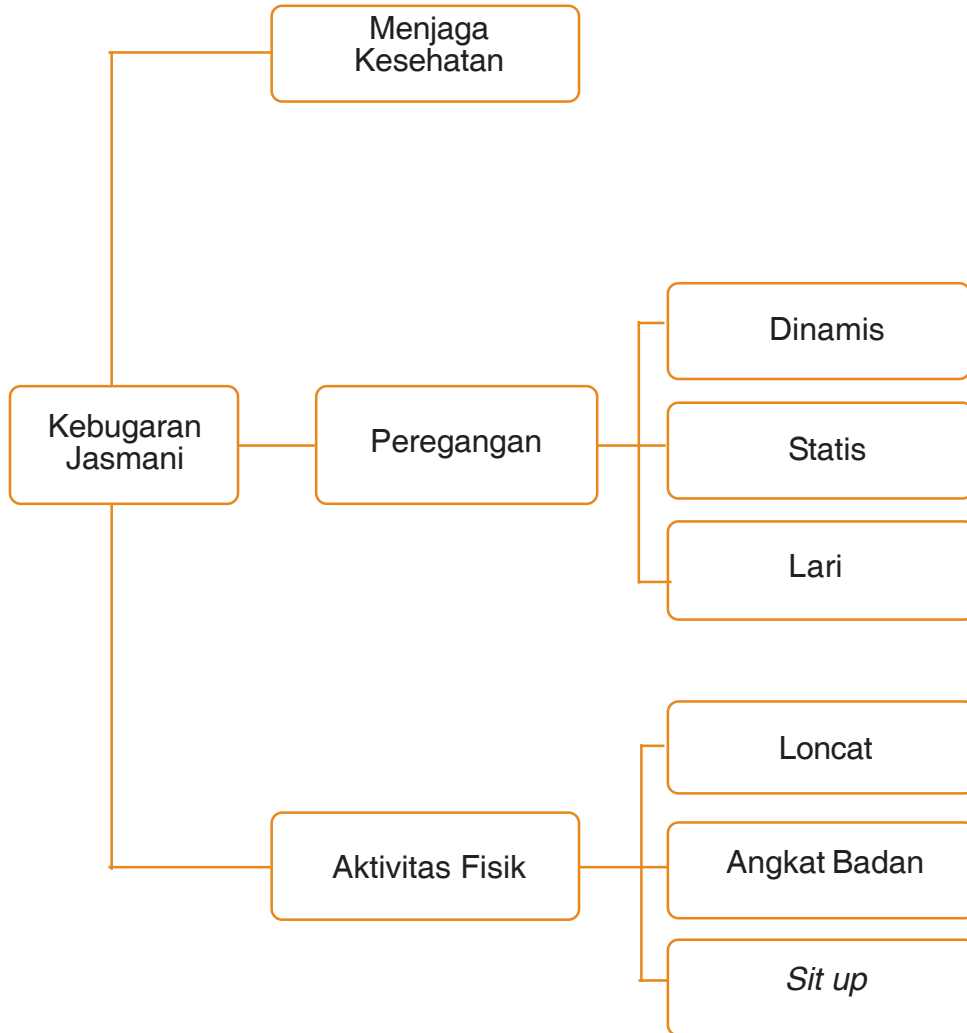 Menjaga
Kesehatan
Dinamis
Kebugaran
Jasmani
Peregangan
Statis
Lari
Loncat
Aktivitas Fisik
Angkat Badan
Sit up